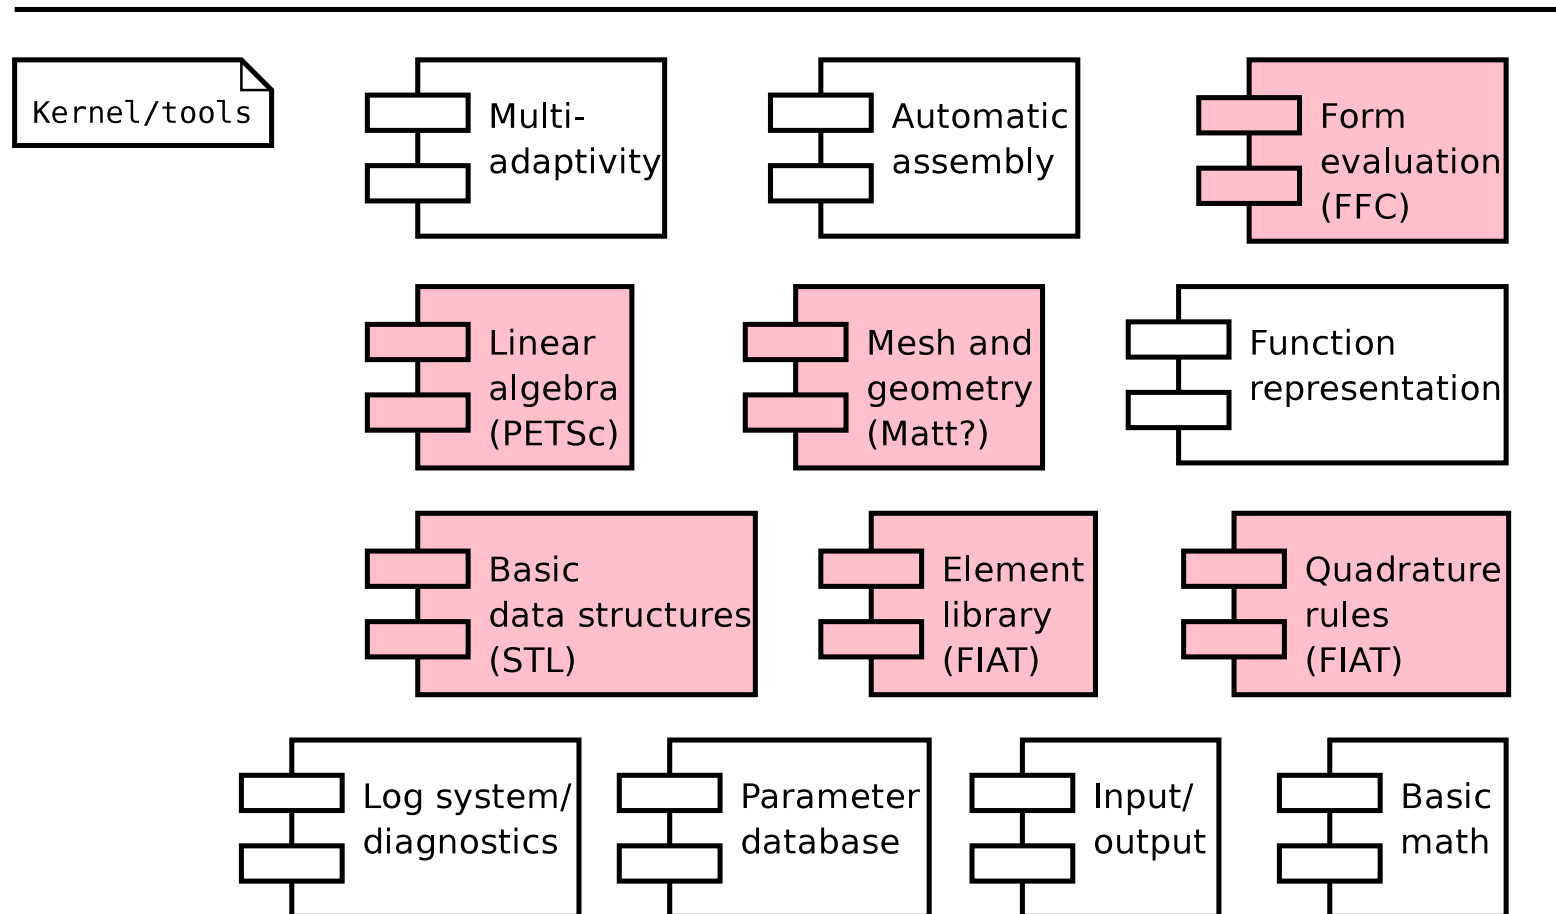 Kernel/tools
Multi-
adaptivity
Automatic
assembly
Form
evaluation
(FFC)
Linear
algebra
(PETSc)
Mesh and
geometry
(Matt?)
Function
representation
Basic
data structures
(STL)
Element
library
(FIAT)
Quadrature
rules
(FIAT)
Log system/
diagnostics
Parameter
database
Input/
output
Basic
math